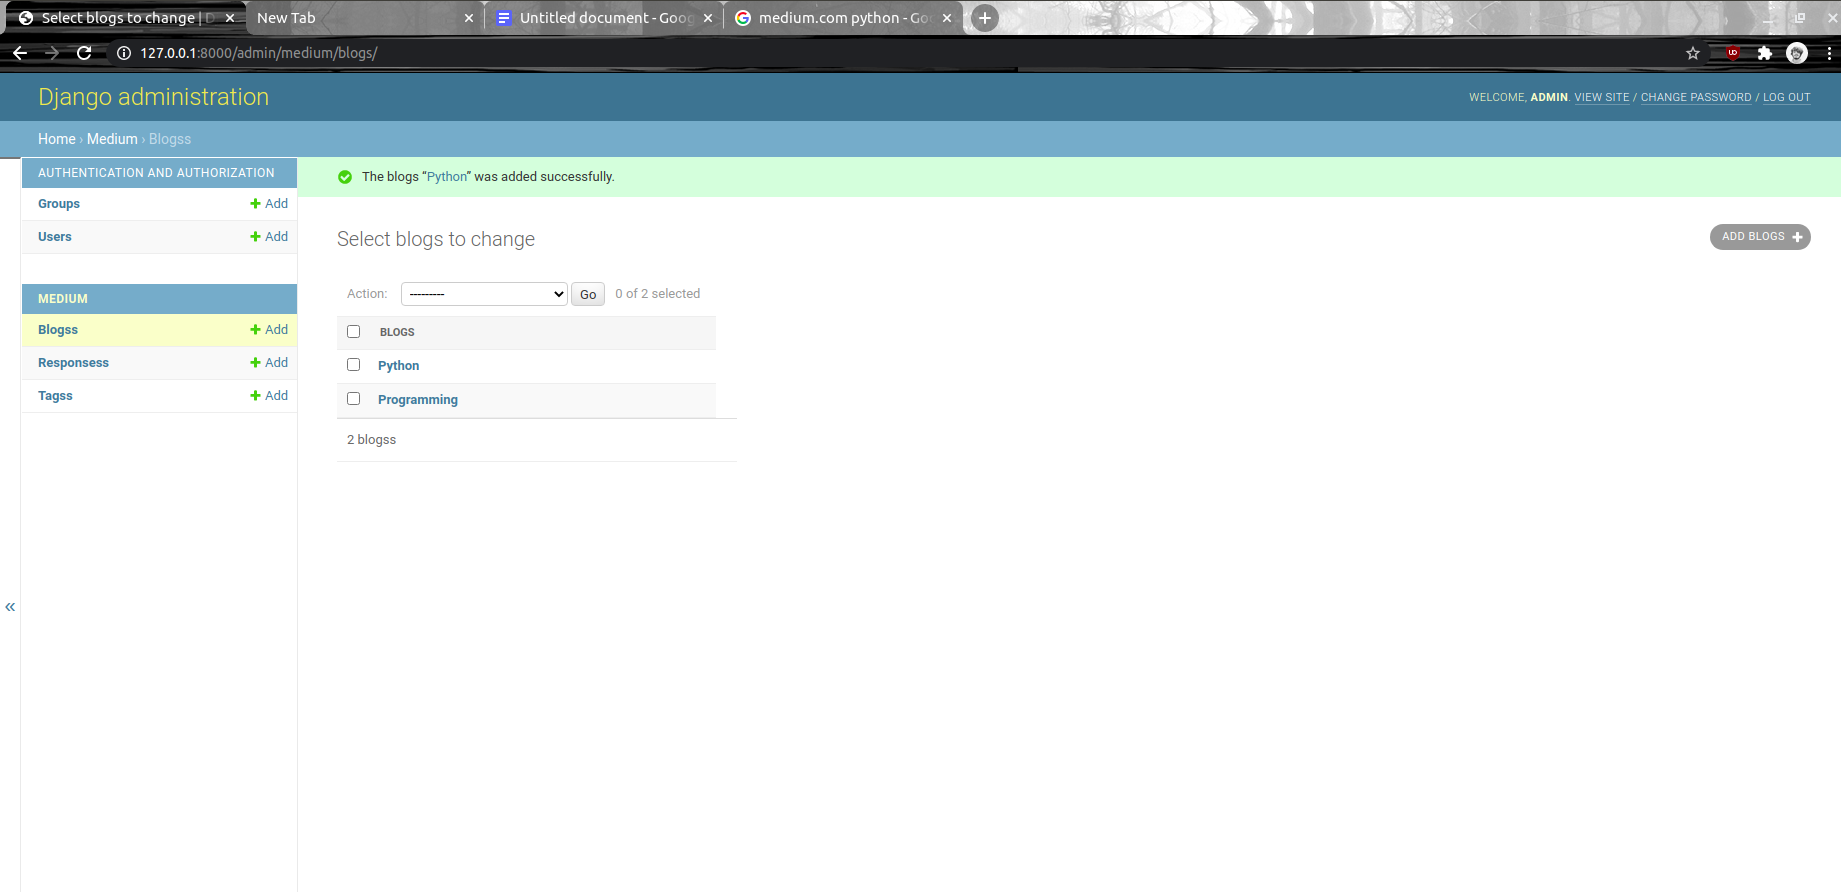 Select blogs to change | D
New Tab
Untitled document - Goog
medium.com python - Goo
127.0.0.1:8000/admin/medium/blogs/
Django administration
WELCOME, ADMIN. VIEW SITE / CHANGE PASSWORD / LOG OUT
Home › Medium › Blogss
AUTHENTICATION AND AUTHORIZATION
Groups + Add
Users + Add
MEDIUM
Blogss + Add
Responsess + Add
Tagss + Add
«
The blogs “Python” was added successfully.
Select blogs to change
ADD BLOGS +
Action: --------- Go 0 of 2 selected
BLOGS
Python
Programming
2 blogss